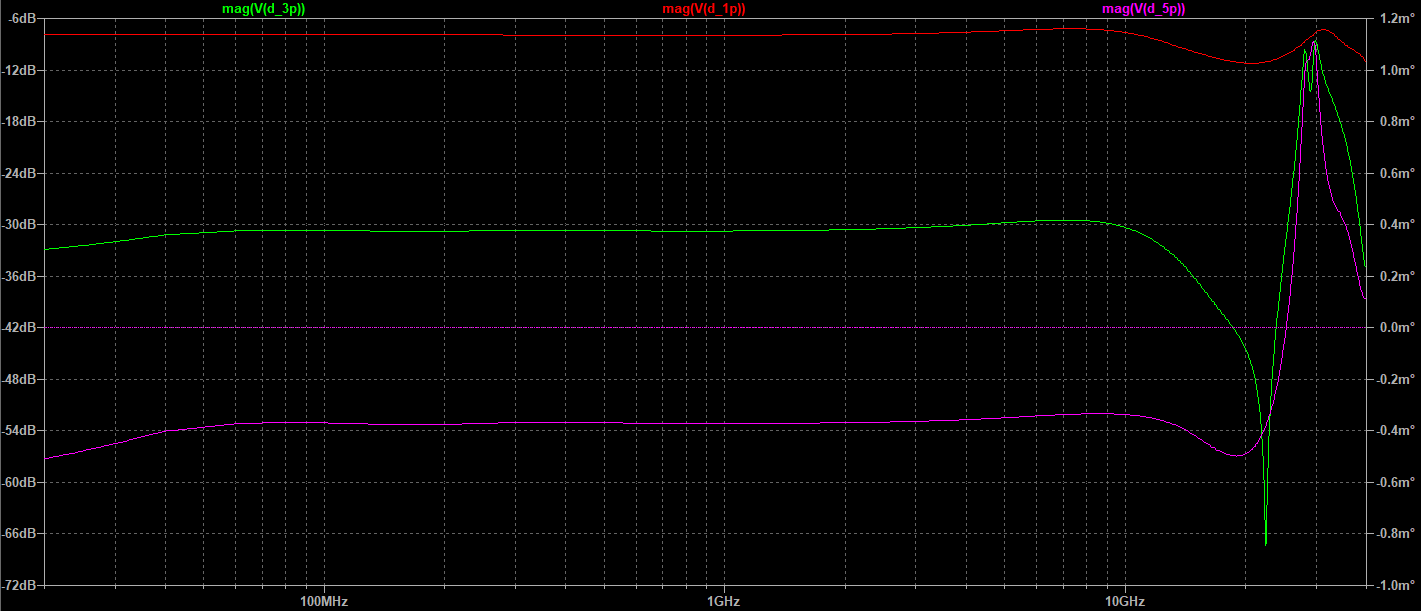 mag(V(d_3p)) mag(V(d_1p)) mag(V(d_5p))
-6dB 1.2m°
-12dB 1.0m°
-18dB 0.8m°
-24dB 0.6m°
-30dB 0.4m°
-36dB 0.2m°
-42dB 0.0m°
-48dB -0.2m°
-54dB -0.4m°
-60dB -0.6m°
-66dB -0.8m°
-72dB -1.0m°
100MHz 1GHz 10GHz